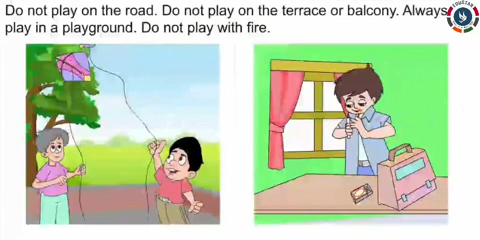 Do not play on the road. Do not play on the terrace or balcony. Always
play in a playground. Do not play with fire.